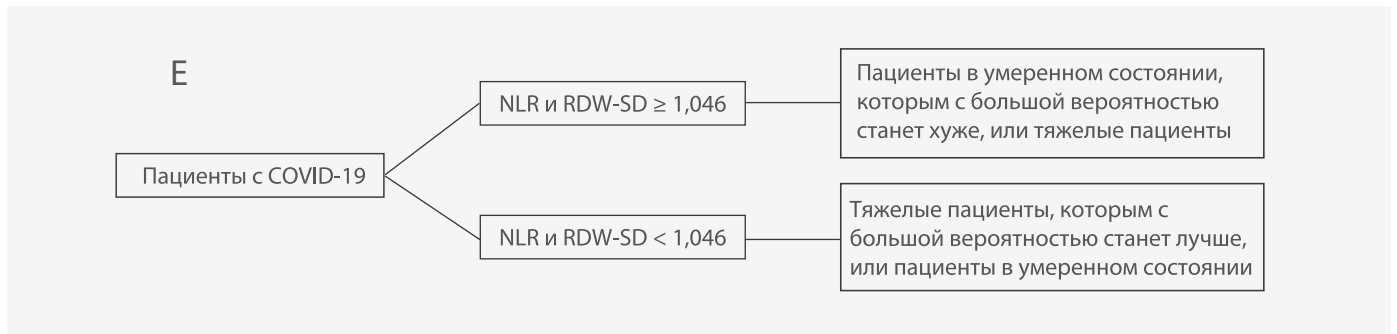 E
Пациенты с COVID-19
NLR и RDW-SD ≥ 1,046
Пациенты в умеренном состоянии,
которым с большой вероятностью
станет хуже, или тяжелые пациенты
NLR и RDW-SD < 1,046
Тяжелые пациенты, которым с
большой вероятностью станет лучше,
или пациенты в умеренном состоянии